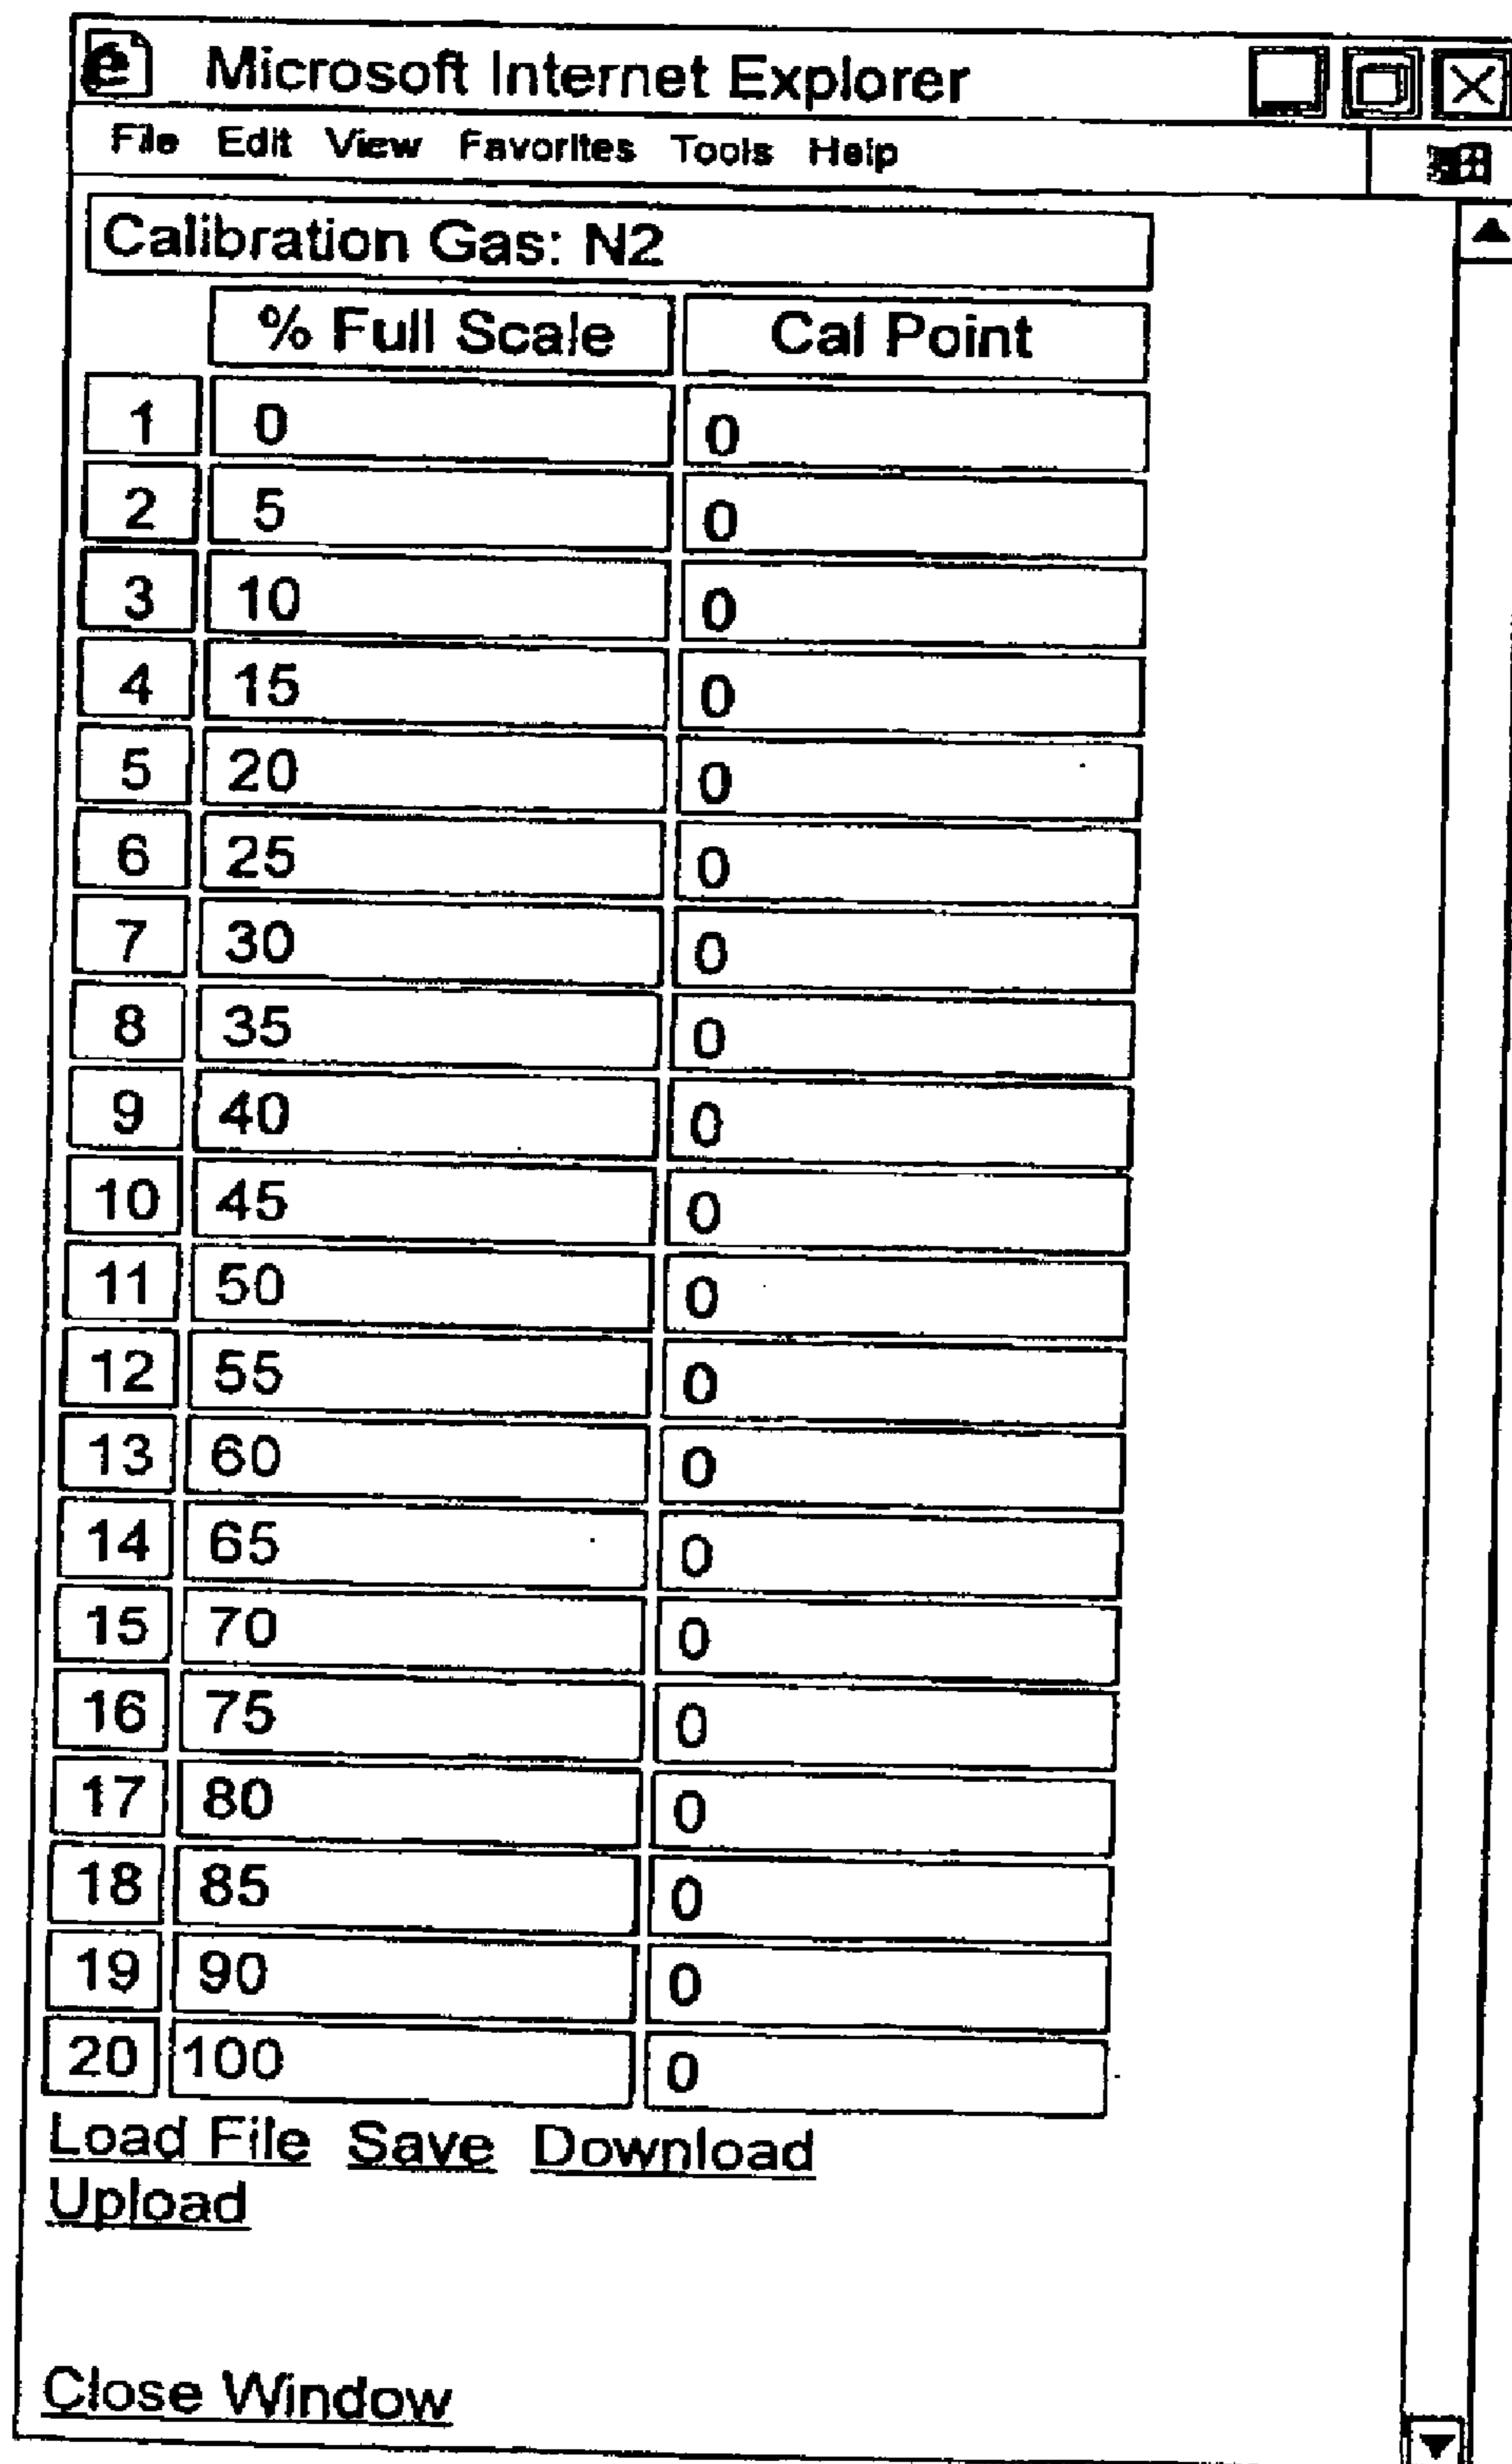 Microsoft Internet Explorer
File Edit View Favorites Tools Help
Calibration Gas: N2
% Full Scale Cal Point
1 0 0
2 5 0
3 10 0
4 15 0
5 20 0
6 25 0
7 30 0
8 35 0
9 40 0
10 45 0
11 50 0
12 55 0
13 60 0
14 65 0
15 70 0
16 75 0
17 80 0
18 85 0
19 90 0
20 100 0
Load File Save Download
Upload
Close Window